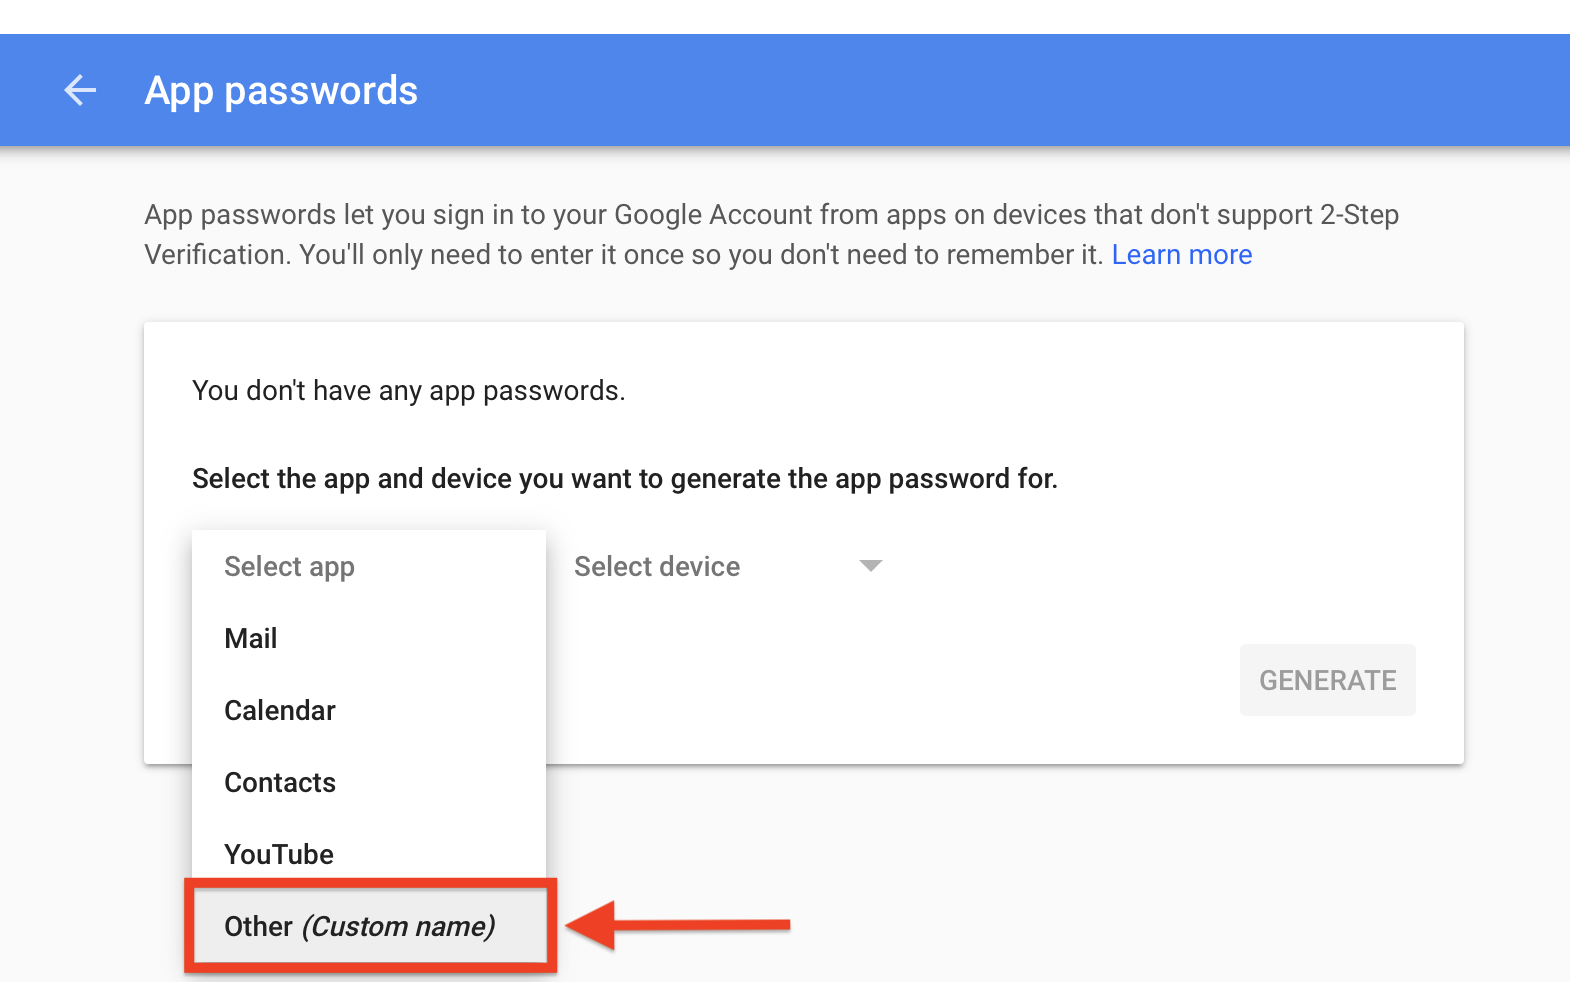 App passwords
App passwords let you sign in to your Google Account from apps on devices that don't support 2-Step
Verification. You'll only need to enter it once so you don't need to remember it. Learn more
You don't have any app passwords.
Select the app and device you want to generate the app password for.
Select app
Select device
Mail
Calendar
Contacts
YouTube
Other (Custom name)
GENERATE